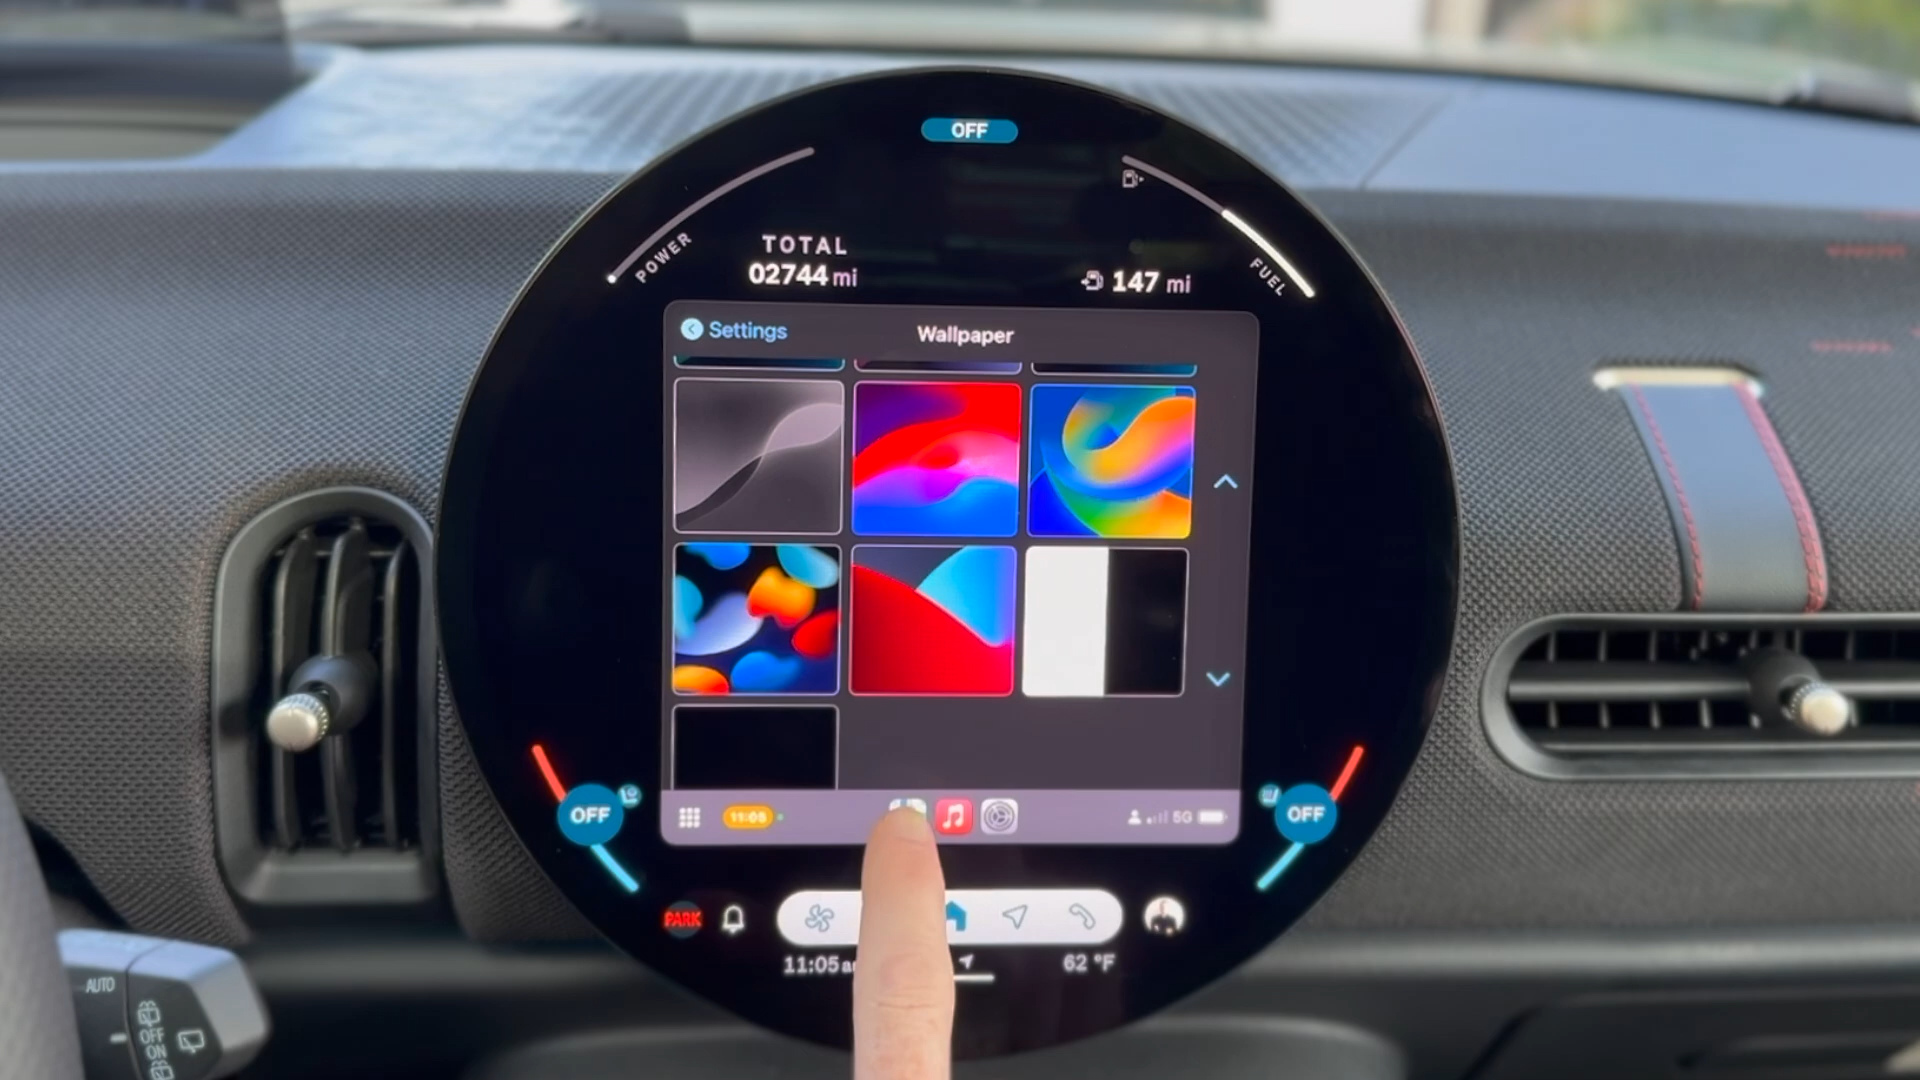 OFF
POWER
FUEL
TOTAL
02744 mi
147 mi
Settings
Wallpaper
11:05
5G
OFF
OFF
PARK
11:05
62 °F
AUTO
OFF
ON